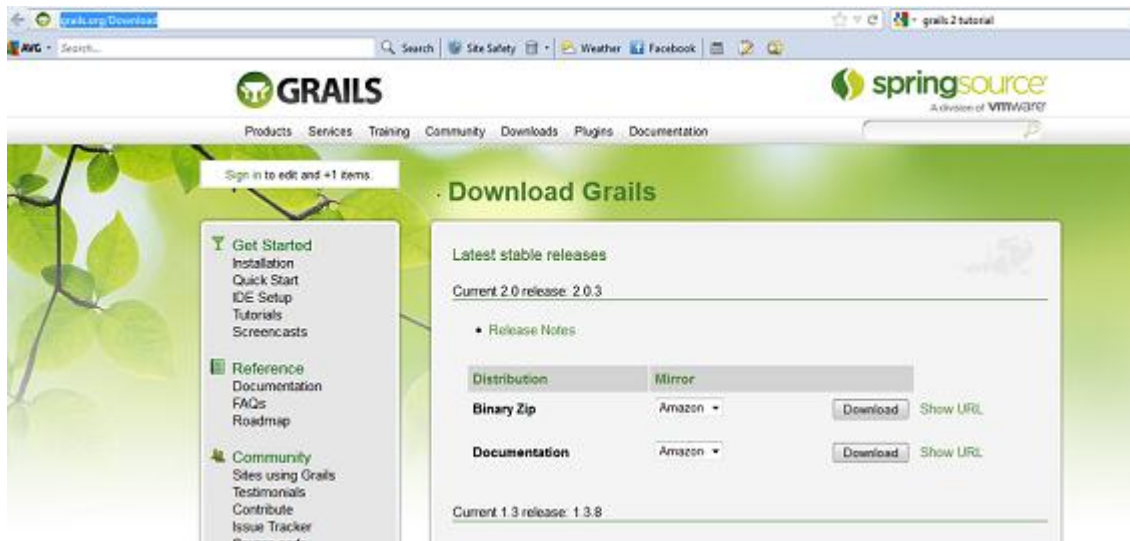 grails.org/Download
grails 2 tutorial
AVG
Search...
Search
Site Safety
Weather
Facebook
GRAILS
springsource
A division of vmware
Products Services Training Community Downloads Plugins Documentation
Sign in to edit and +1 items.
Download Grails
Get Started
Installation
Quick Start
IDE Setup
Tutorials
Screencasts
Reference
Documentation
FAQs
Roadmap
Community
Sites using Grails
Testimonials
Contribute
Issue Tracker
Latest stable releases
Current 2.0 release: 2.0.3
• Release Notes
Distribution Mirror
Binary Zip Amazon Download Show URL
Documentation Amazon Download Show URL
Current 1.3 release: 1.3.8